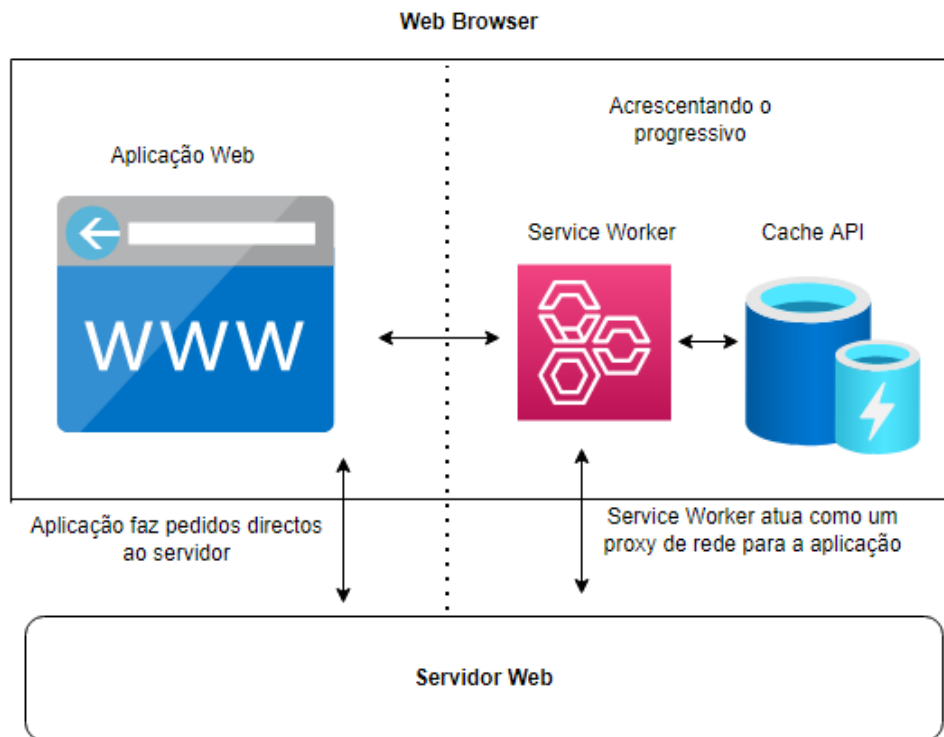 Web Browser
Acrescentando o
progressivo
Aplicação Web
Service Worker
Cache API
WWW
Aplicação faz pedidos directos
ao servidor
Service Worker atua como um
proxy de rede para a aplicação
Servidor Web